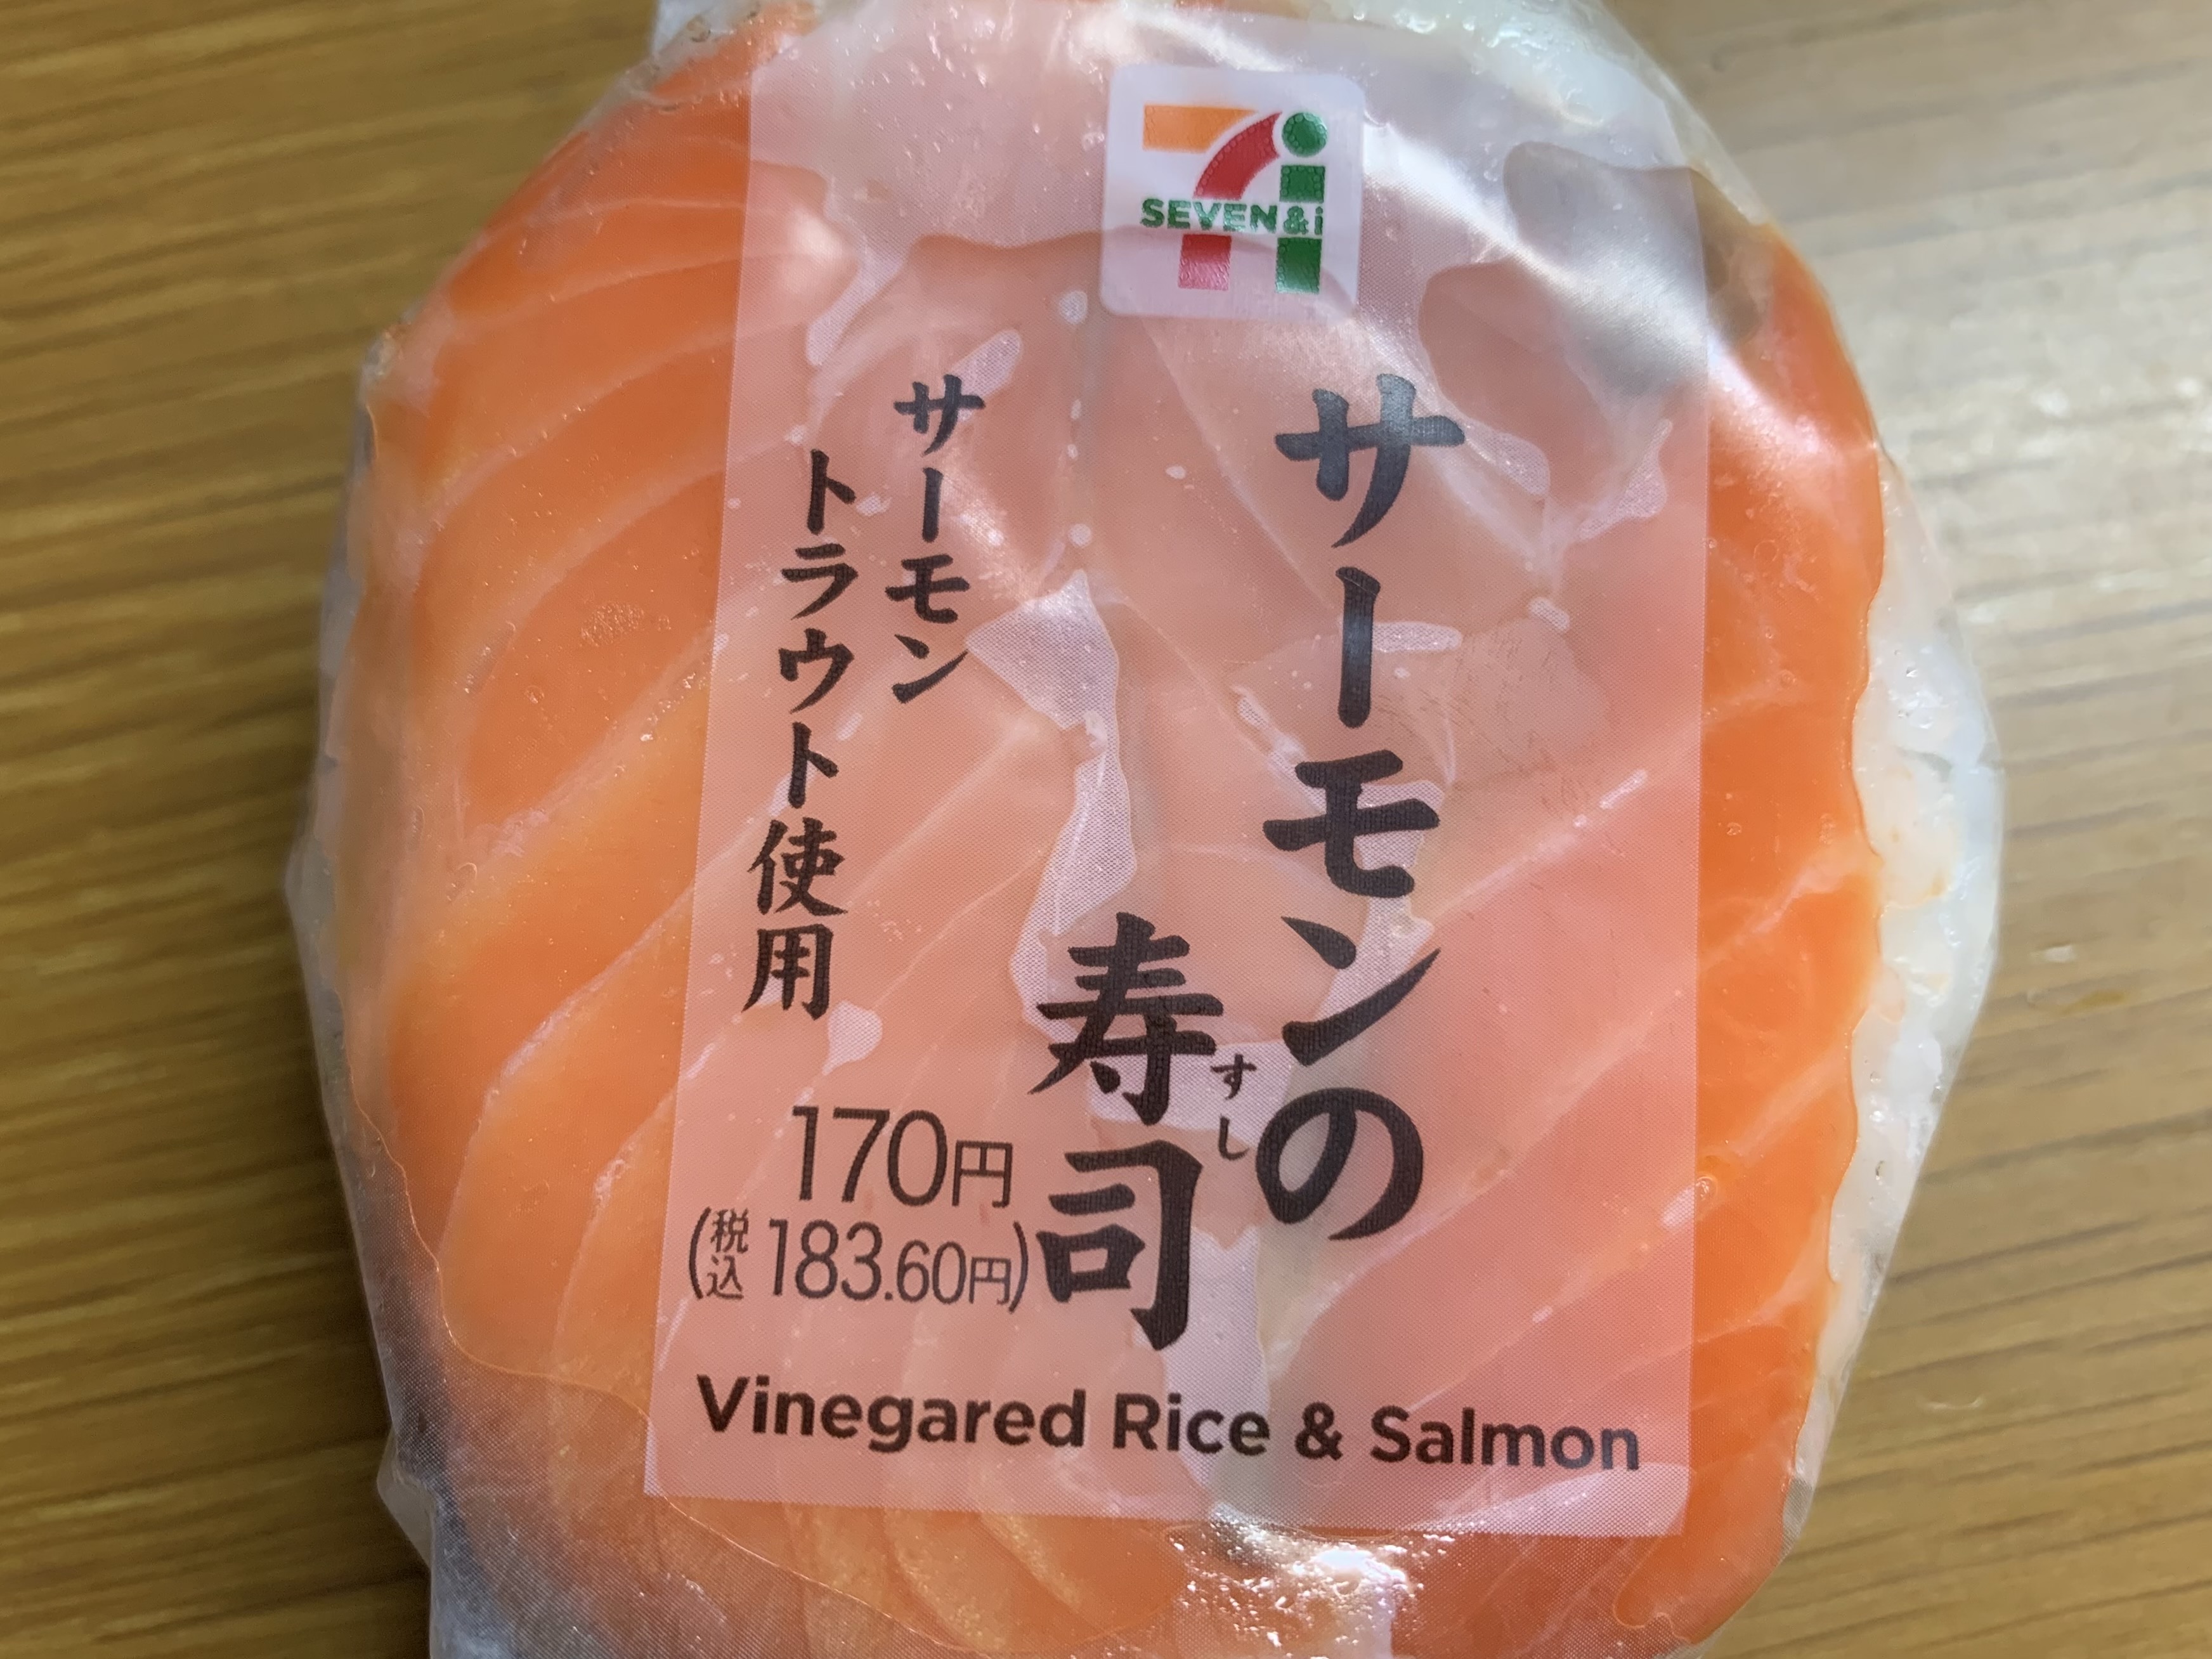 SEVEN&i
サーモンの
寿司
すし
サーモン
トラウト使用
170円
(税込 183.60円)
Vinegared Rice & Salmon